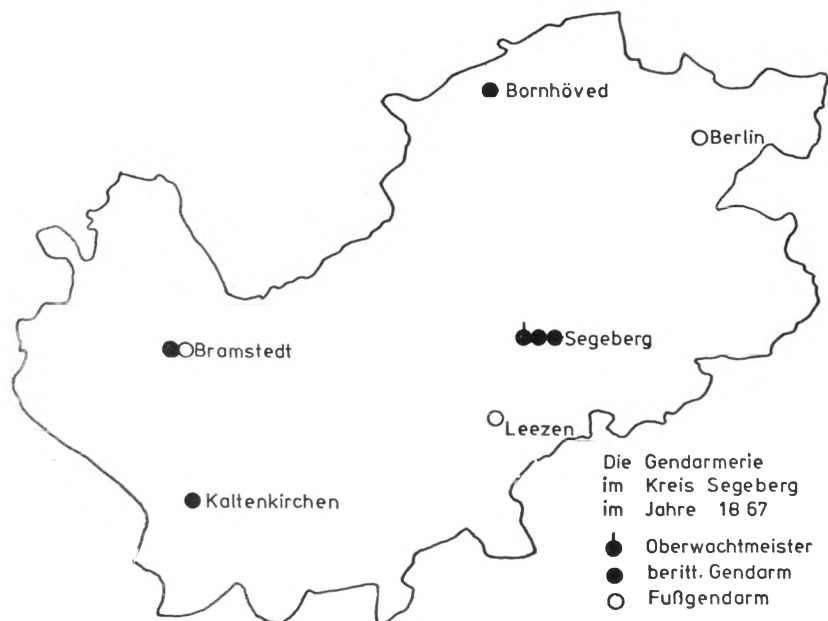 Bornhöved
Berlin
Bramstedt
Segeberg
Leezen
Kaltenkirchen
Die Gendarmerie
im Kreis Segeberg
im Jahre 1867
Oberwachtmeister
beritt. Gendarm
Fußgendarm